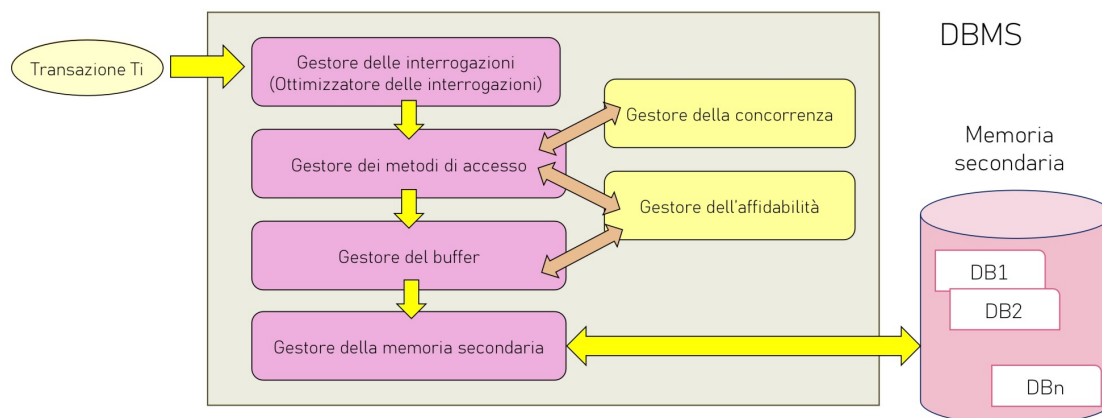 DBMS
Transazione Ti
Gestore delle interrogazioni
(Ottimizzatore delle interrogazioni)
Gestore della concorrenza
Gestore dei metodi di accesso
Gestore dell'affidabilità
Gestore del buffer
Gestore della memoria secondaria
Memoria
secondaria
DB1
DB2
DBn